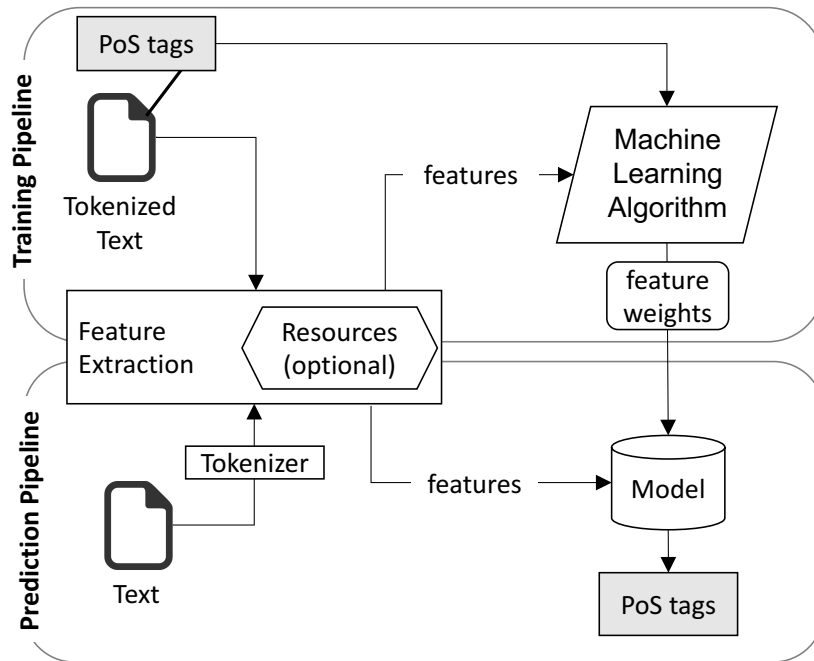 Training Pipeline
PoS tags
Tokenized
Text
features
Machine
Learning
Algorithm
feature
weights
Feature
Extraction
Resources
(optional)
Prediction Pipeline
Tokenizer
Text
features
Model
PoS tags